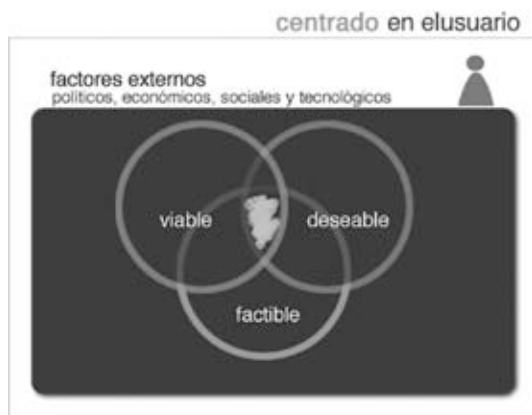 centrado en elusuario
factores externos
políticos, económicos, sociales y tecnológicos
viable
deseable
factible